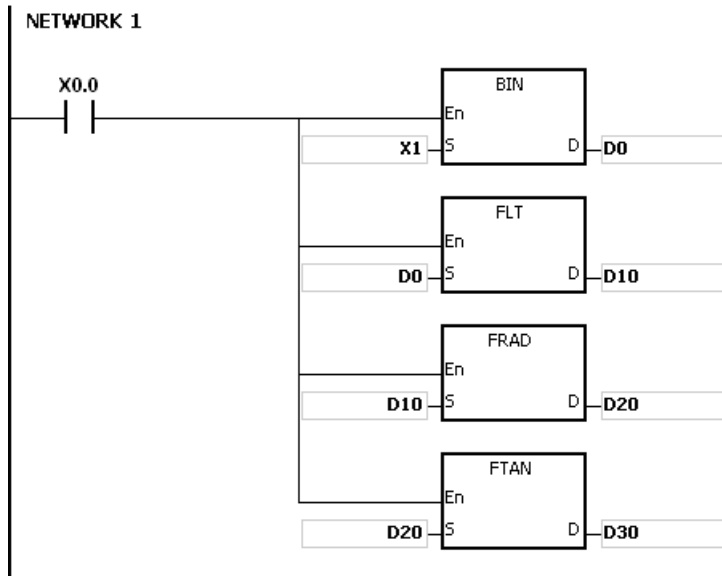 NETWORK 1
X0.0
BIN
En
X1 S D D0
FLT
En
D0 S D D10
FRAD
En
D10 S D D20
FTAN
En
D20 S D D30